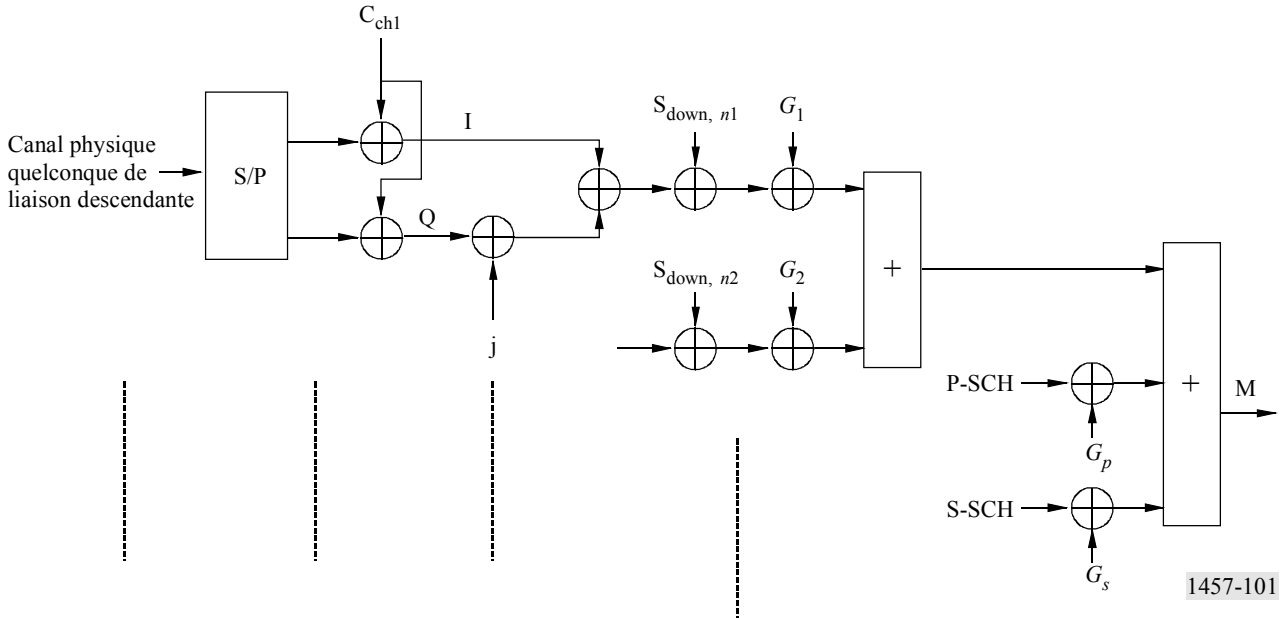 C_ch1
Canal physique
quelconque de
liaison descendante
S/P
I
Q
j
S_down, n1
G_1
S_down, n2
G_2
+
P-SCH
G_p
S-SCH
G_s
+
M
1457-101